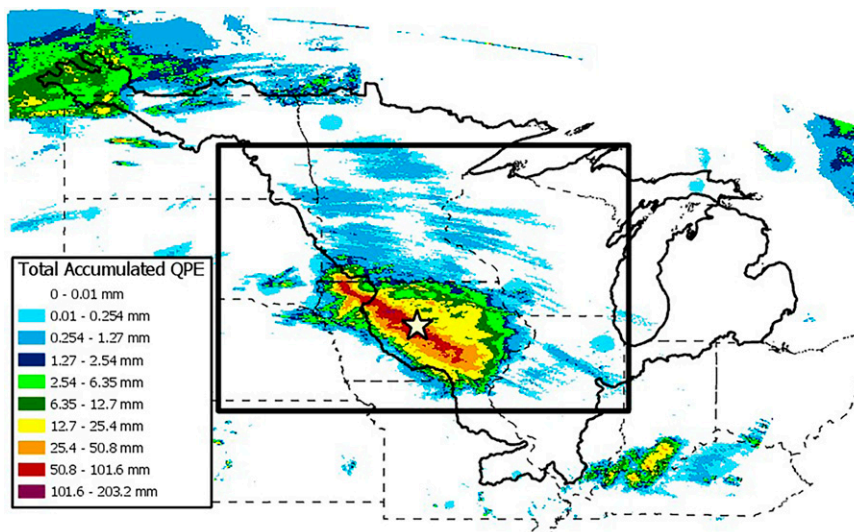 Total Accumulated QPE
0 - 0.01 mm
0.01 - 0.254 mm
0.254 - 1.27 mm
1.27 - 2.54 mm
2.54 - 6.35 mm
6.35 - 12.7 mm
12.7 - 25.4 mm
25.4 - 50.8 mm
50.8 - 101.6 mm
101.6 - 203.2 mm